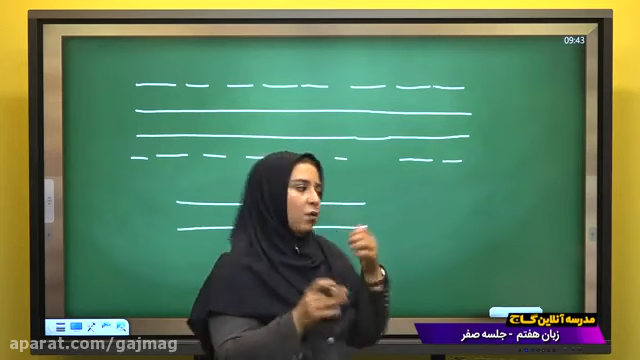 09:43
مدرسه آنلاین گاج
زبان هفتم - جلسه صفر
aparat.com/gajmag